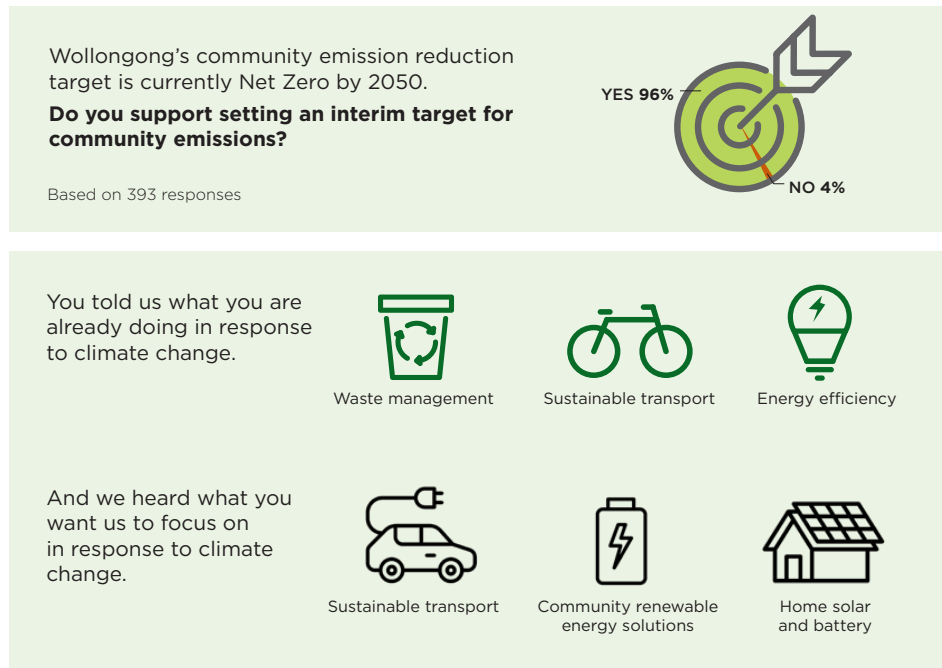 Wollongong’s community emission reduction
target is currently Net Zero by 2050.
Do you support setting an interim target for
community emissions?
Based on 393 responses
YES 96%
NO 4%
You told us what you are
already doing in response
to climate change.
Waste management
Sustainable transport
Energy efficiency
And we heard what you
want us to focus on
in response to climate
change.
Sustainable transport
Community renewable
energy solutions
Home solar
and battery